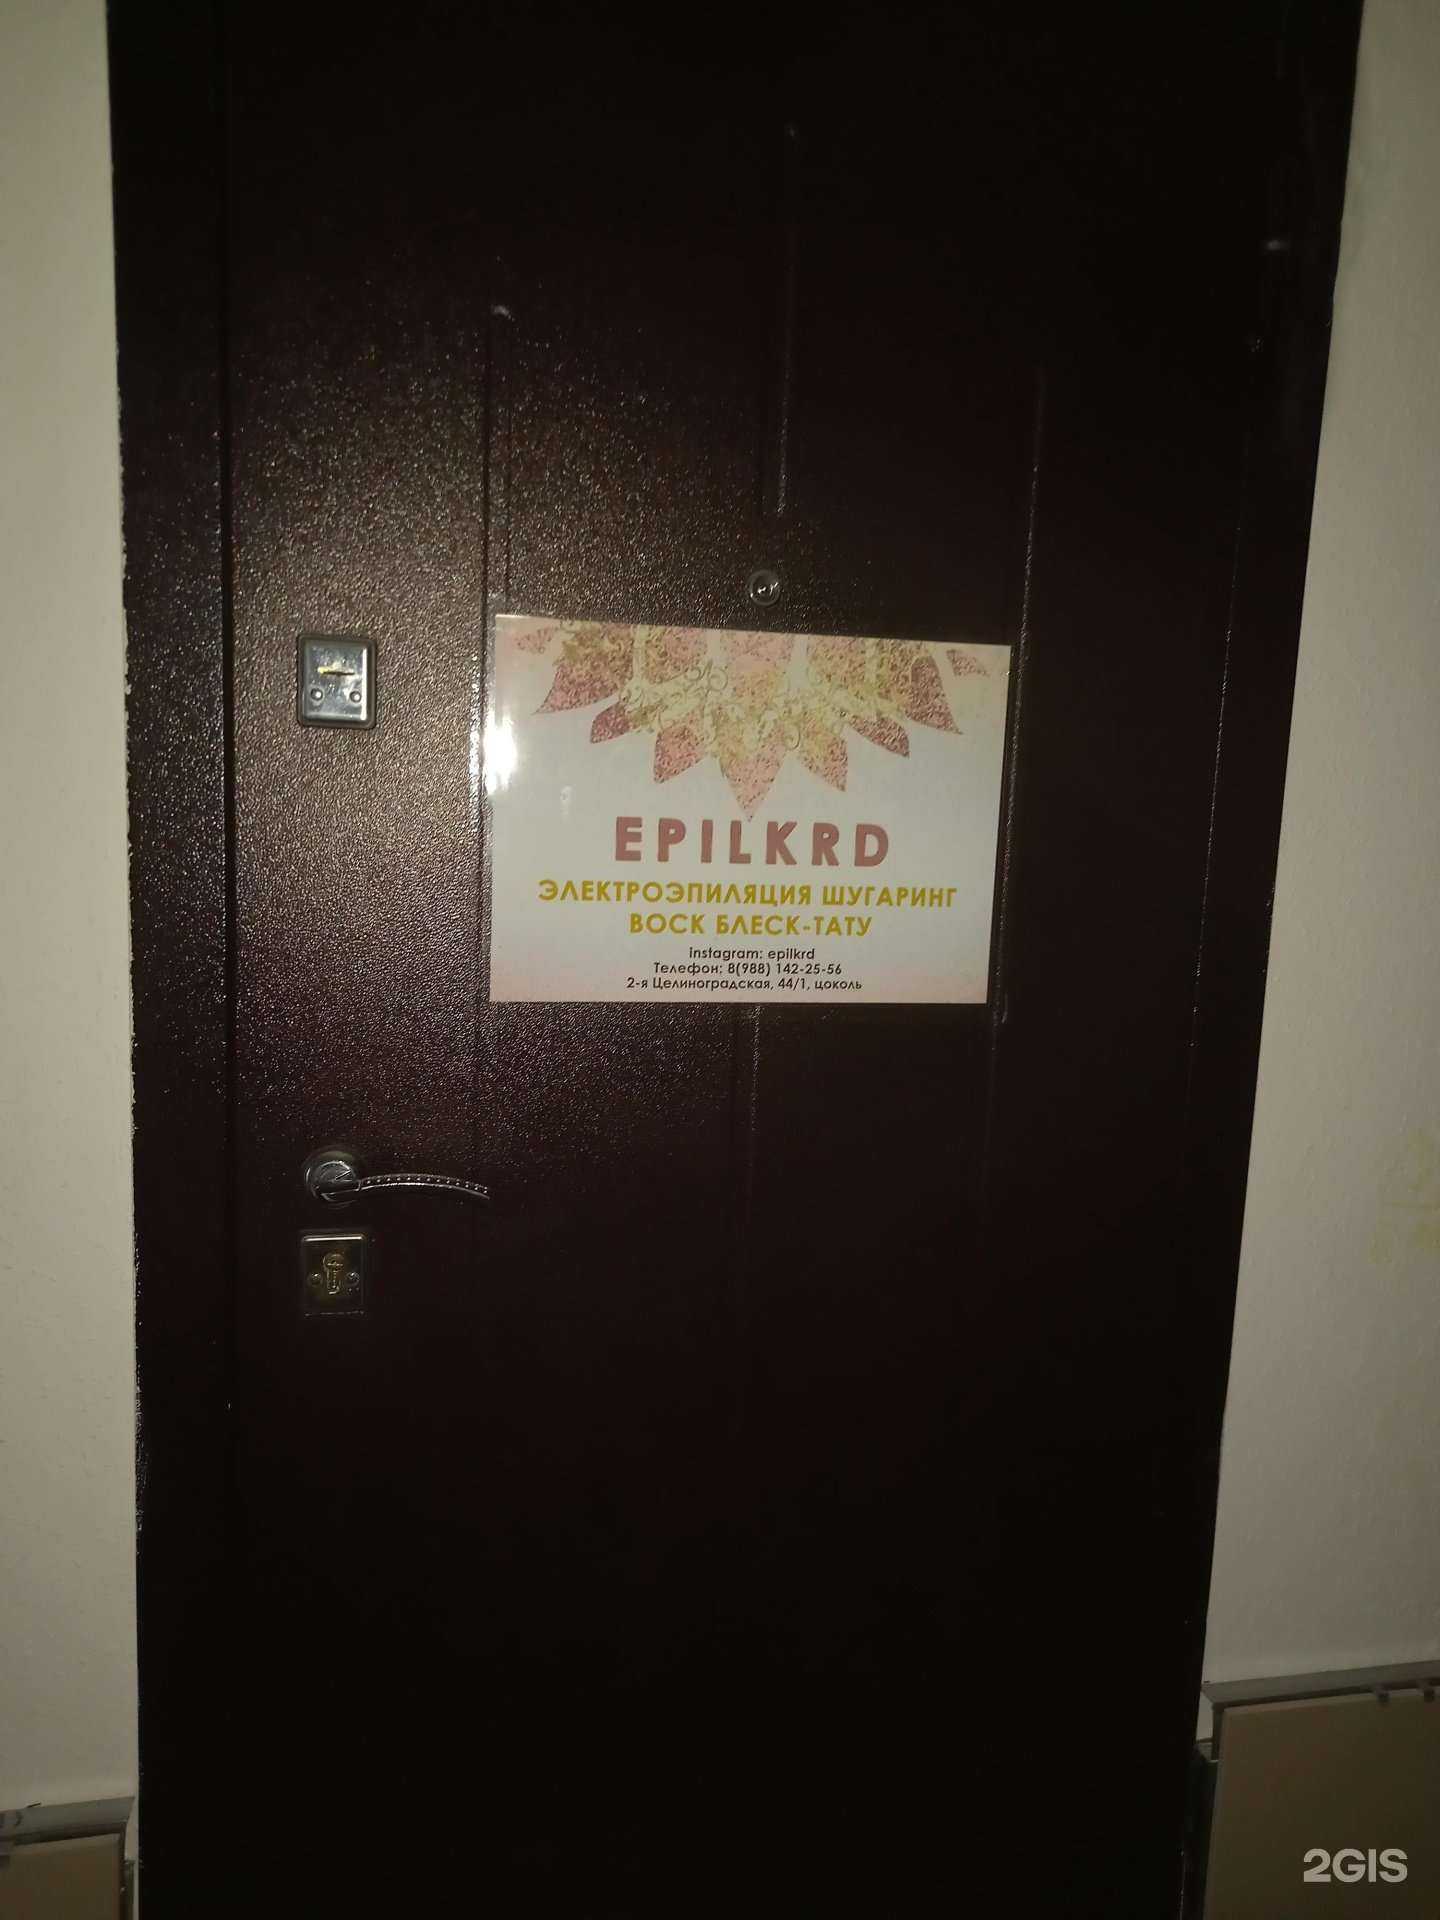 EPILKRD
ЭЛЕКТРОЭПИЛЯЦИЯ ШУГАРИНГ
ВОСК БЛЕСК-ТАТУ
instagram: epilkrd
Телефон: 8(988) 142-25-56
2-я Целиноградская, 44/1, цоколь
2GIS